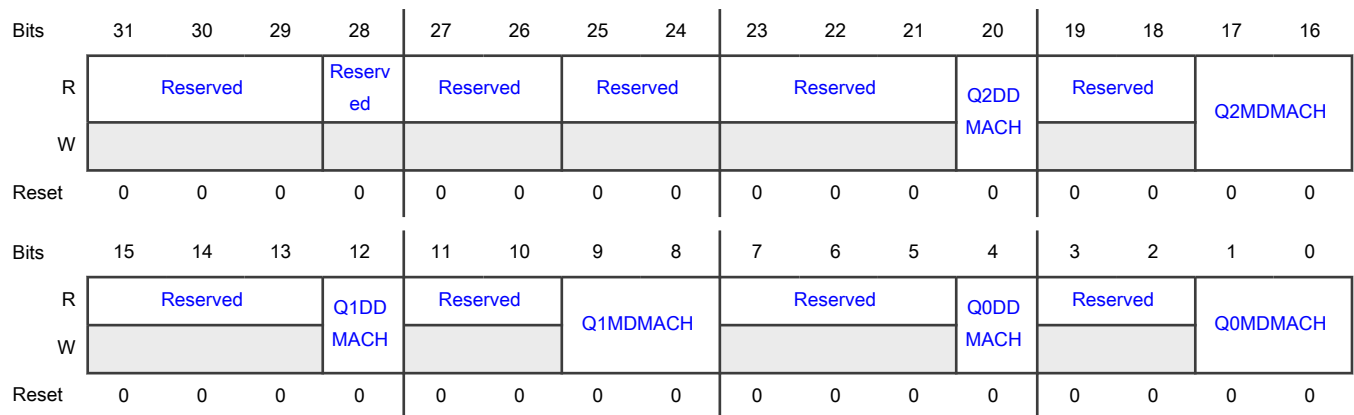 Bits 31 30 29 28 27 26 25 24 23 22 21 20 19 18 17 16
R Reserved Reserv ed Reserved Reserved Reserved Q2DD MACH Reserved Q2MDMACH
W
Reset 0 0 0 0 0 0 0 0 0 0 0 0 0 0 0 0
Bits 15 14 13 12 11 10 9 8 7 6 5 4 3 2 1 0
R Reserved Q1DD MACH Reserved Q1MDMACH Reserved Q0DD MACH Reserved Q0MDMACH
W
Reset 0 0 0 0 0 0 0 0 0 0 0 0 0 0 0 0